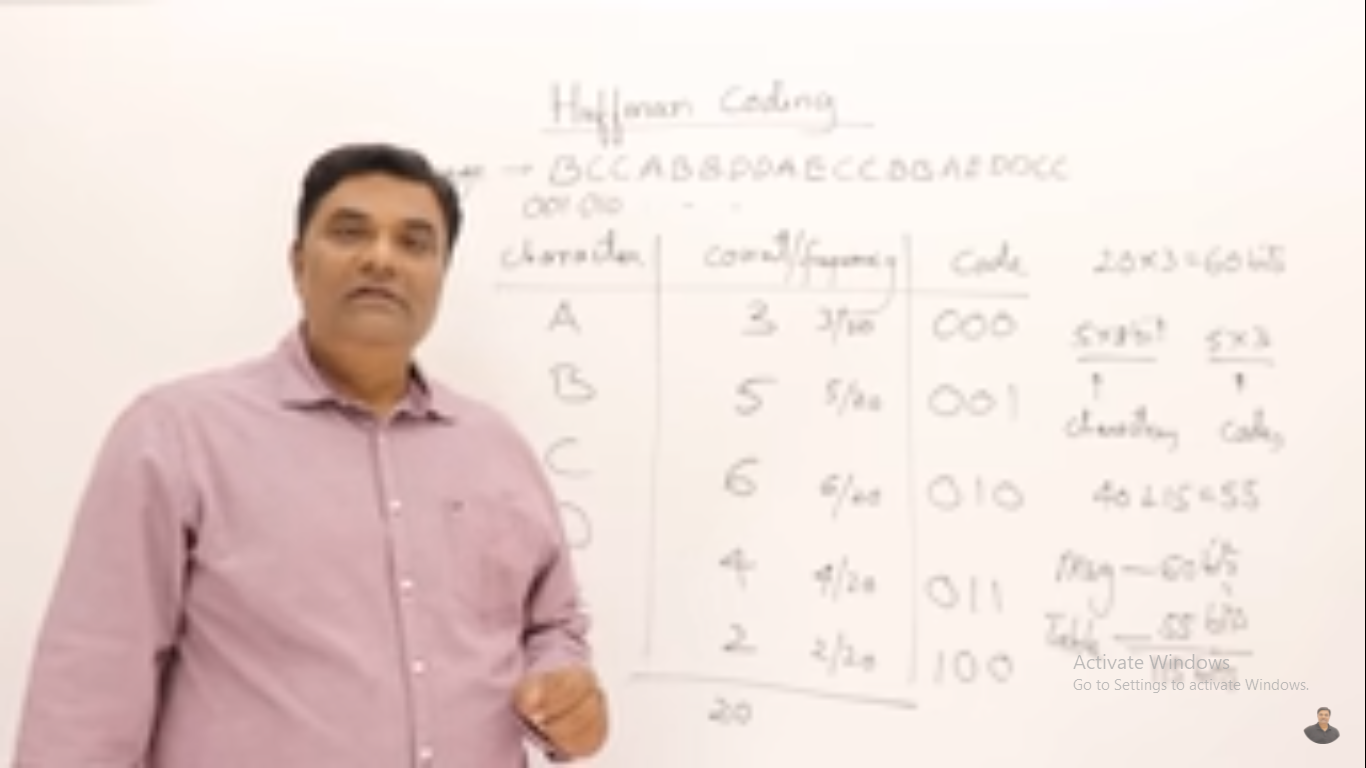 Huffman Coding
→ BCCABBDDAECCBBAEDDCC
001 010 . . .
character count/frequency code 20×3=60 bits
A 3 3/20 000
5×8bit 5×3
B 5 5/20 001
characters codes
C 6 6/20 010 40+15=55
D 4 4/20 011
Msg — 60 bits
Table — 55 bits
2 2/20 100
20
Activate Windows
Go to Settings to activate Windows.